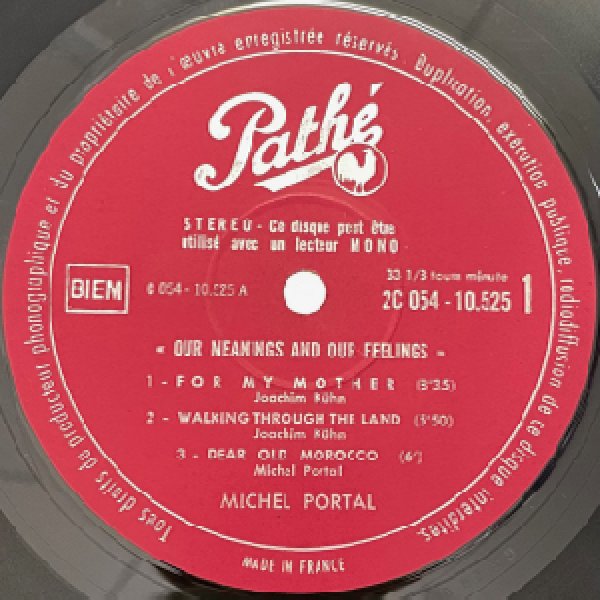 Tous droits du producteur phonographique et du propriétaire de l'œuvre enregistrée réservés. Duplication, exécution publique, radiodiffusion de ce disque interdites.
Pathé
STEREO - Ce disque peut être
utilisé avec un lecteur MONO
BIEM
C 054 - 10.525 A
33 1/3 tours minute
2C 054 - 10.525 1
« OUR MEANINGS AND OUR FEELINGS »
1 - FOR MY MOTHER (3'35)
Joachim Kühn
2 - WALKING THROUGH THE LAND (5'50)
Joachim Kühn
3 - DEAR OLD MOROCCO (6')
Michel Portal
MICHEL PORTAL
MADE IN FRANCE